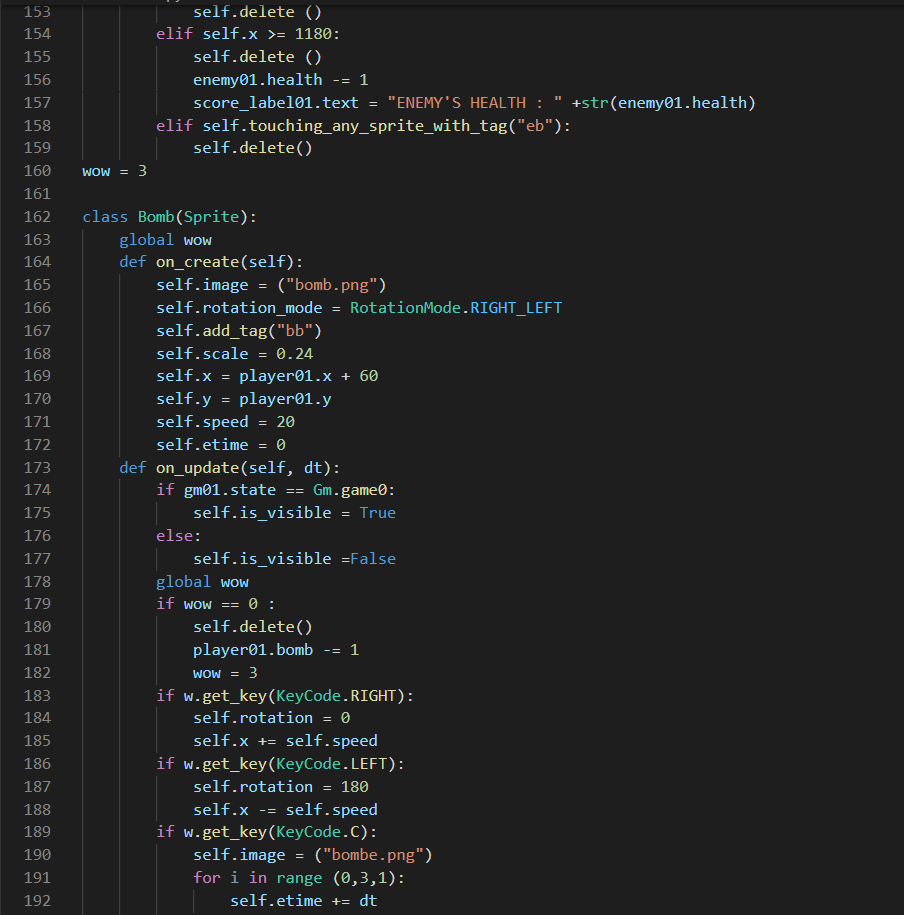 153 self.delete ()
154 elif self.x >= 1180:
155 self.delete ()
156 enemy01.health -= 1
157 score_label01.text = "ENEMY'S HEALTH : " +str(enemy01.health)
158 elif self.touching_any_sprite_with_tag("eb"):
159 self.delete()
160 wow = 3
161
162 class Bomb(Sprite):
163 global wow
164 def on_create(self):
165 self.image = ("bomb.png")
166 self.rotation_mode = RotationMode.RIGHT_LEFT
167 self.add_tag("bb")
168 self.scale = 0.24
169 self.x = player01.x + 60
170 self.y = player01.y
171 self.speed = 20
172 self.etime = 0
173 def on_update(self, dt):
174 if gm01.state == Gm.game0:
175 self.is_visible = True
176 else:
177 self.is_visible =False
178 global wow
179 if wow == 0 :
180 self.delete()
181 player01.bomb -= 1
182 wow = 3
183 if w.get_key(KeyCode.RIGHT):
184 self.rotation = 0
185 self.x += self.speed
186 if w.get_key(KeyCode.LEFT):
187 self.rotation = 180
188 self.x -= self.speed
189 if w.get_key(KeyCode.C):
190 self.image = ("bombe.png")
191 for i in range (0,3,1):
192 self.etime += dt